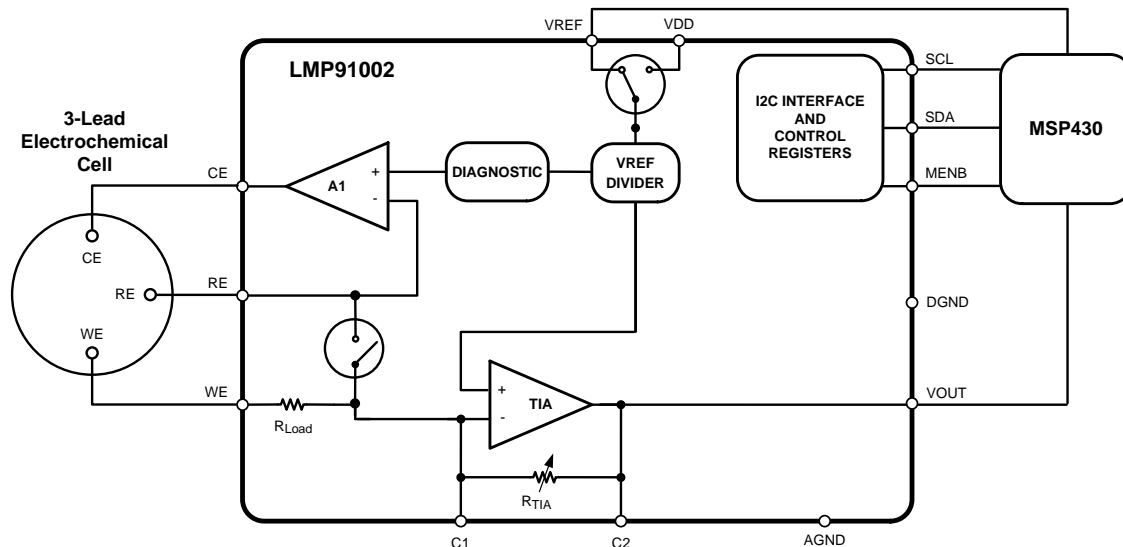 VREF
VDD
LMP91002
3-Lead
Electrochemical
Cell
CE
A1
+
-
DIAGNOSTIC
VREF
DIVIDER
I2C INTERFACE
AND
CONTROL
REGISTERS
SCL
SDA
MENB
MSP430
CE
RE
RE
WE
DGND
WE
RLoad
+
-
TIA
VOUT
RTIA
C1
C2
AGND